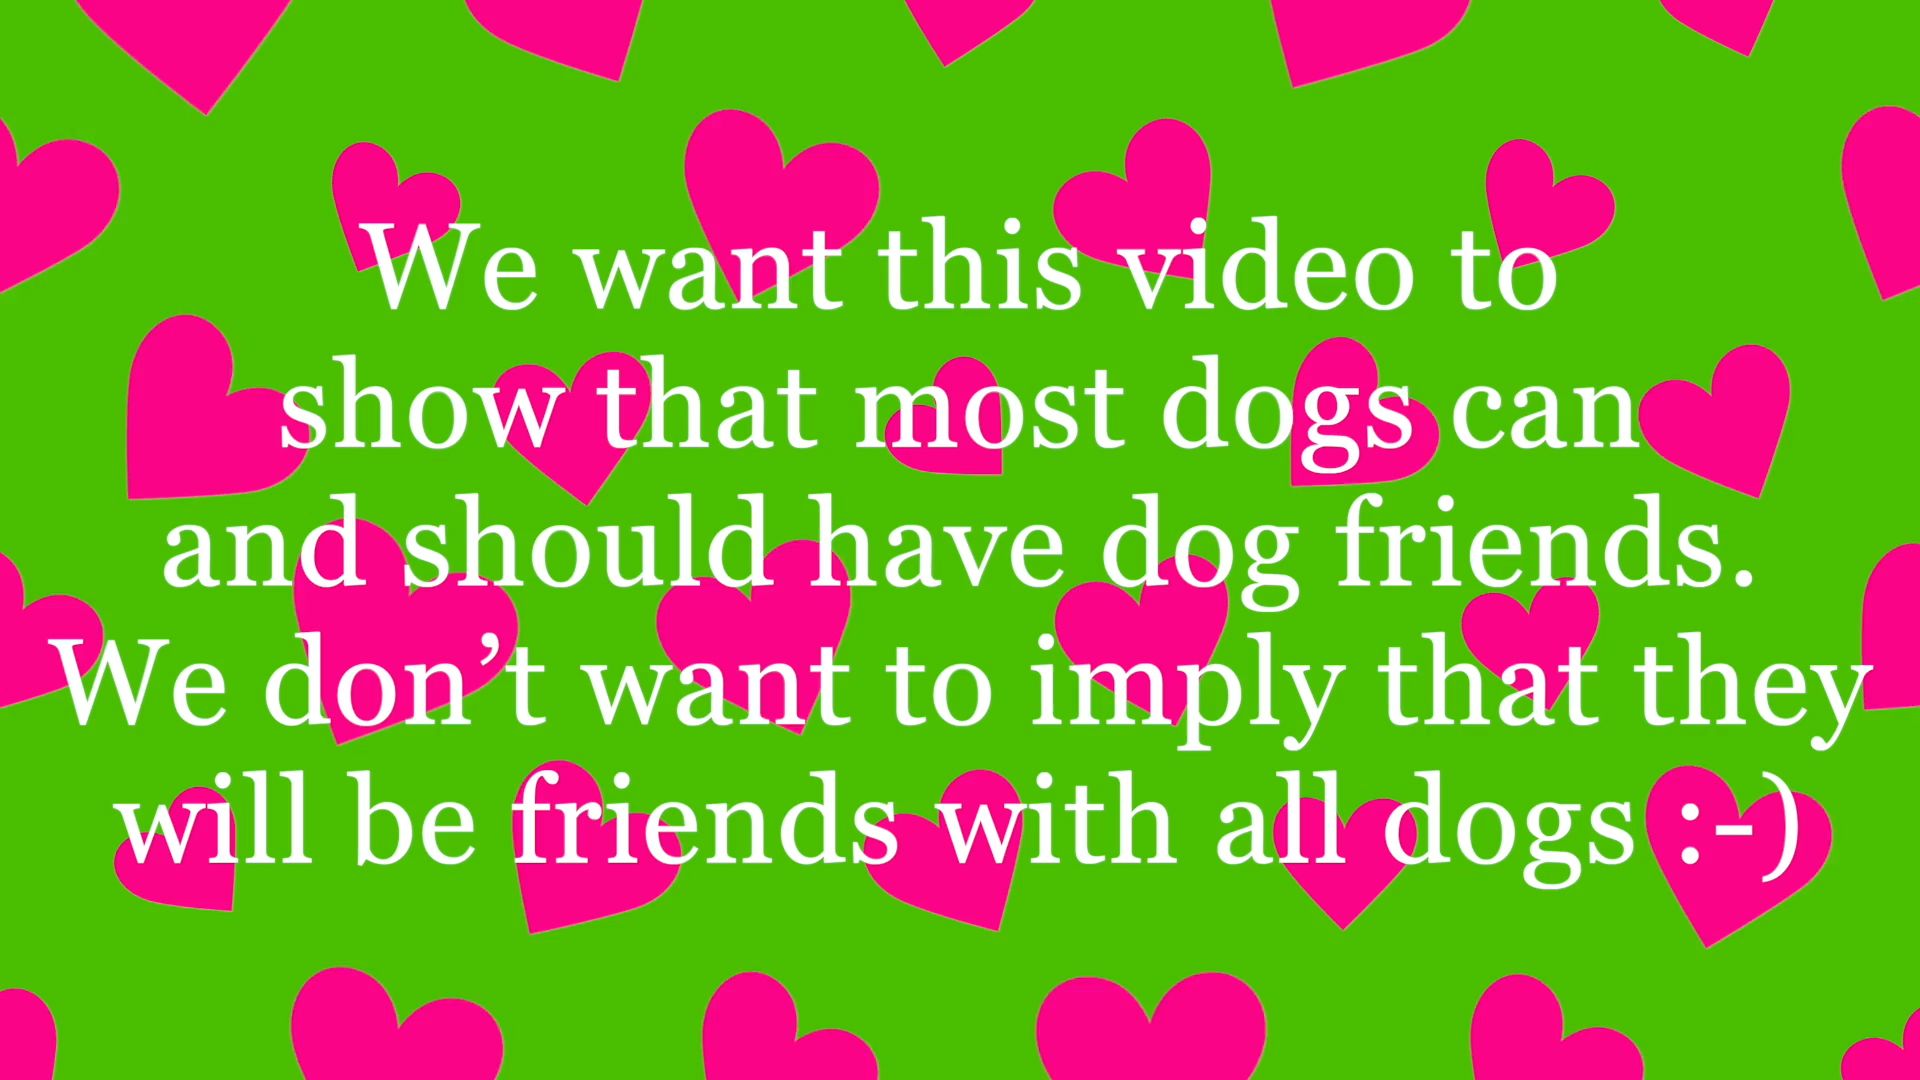 We want this video to
show that most dogs can
and should have dog friends.
We don’t want to imply that they
will be friends with all dogs :-)